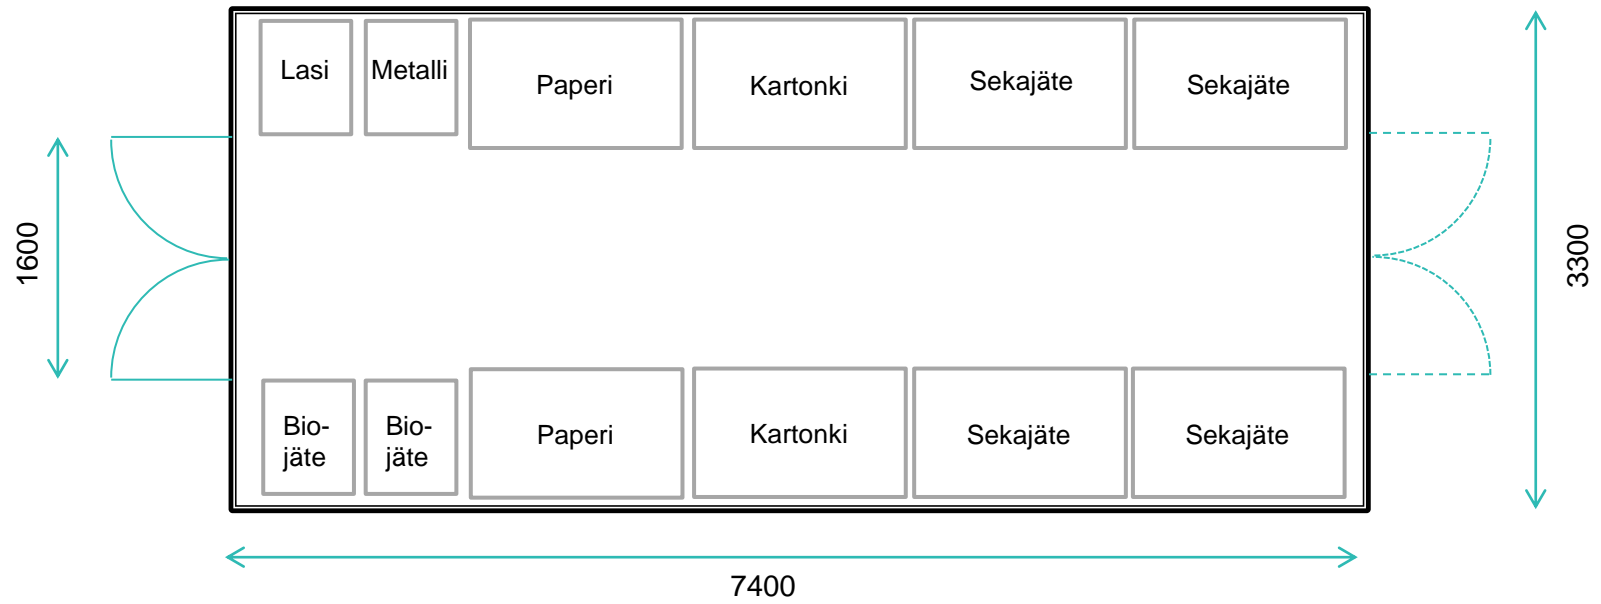 Lasi
Metalli
Paperi
Kartonki
Sekajäte
Sekajäte
1600
3300
Bio-
jäte
Bio-
jäte
Paperi
Kartonki
Sekajäte
Sekajäte
7400